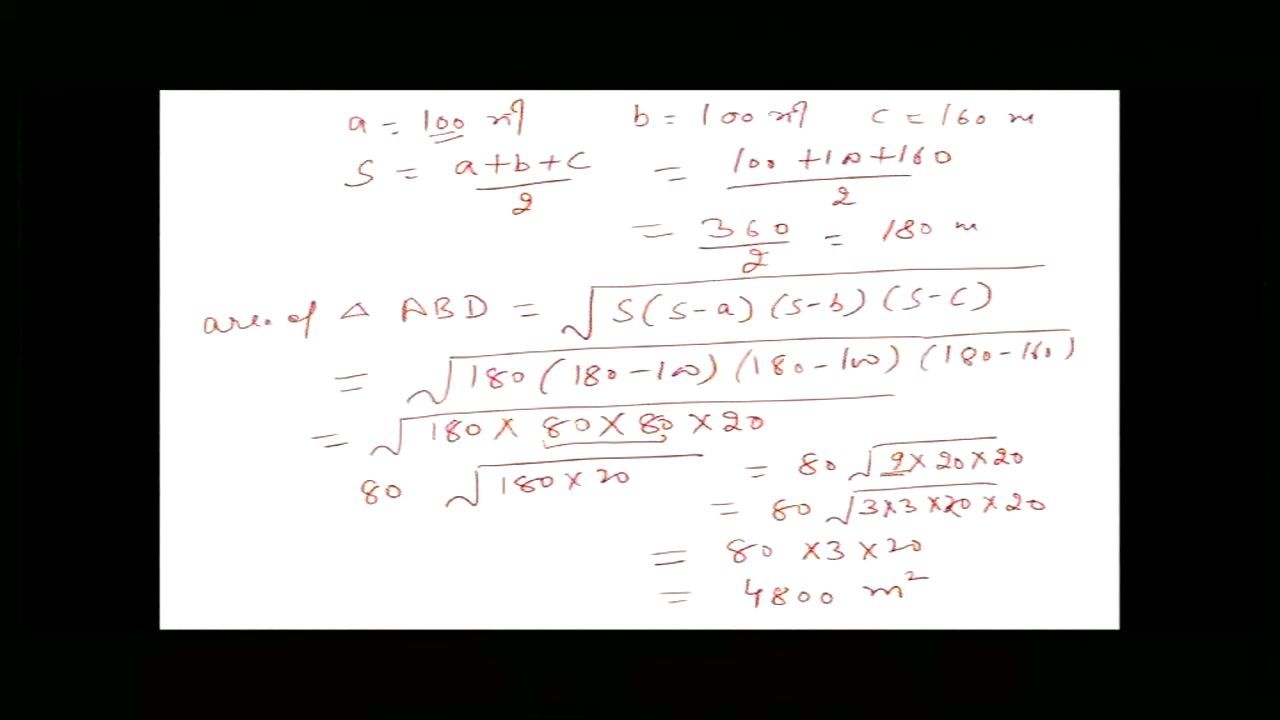 a = 100 मी b = 100 मी c = 160 m
S = a+b+c/2 = 100+100+160/2
= 360/2 = 180 m
area of △ ABD = √S(S-a)(S-b)(S-c)
= √180(180-100)(180-100)(180-160)
= √180×80×80×20
80 √180×20 = 80 √9×20×20
= 80 √3×3×20×20
= 80×3×20
= 4800 m²